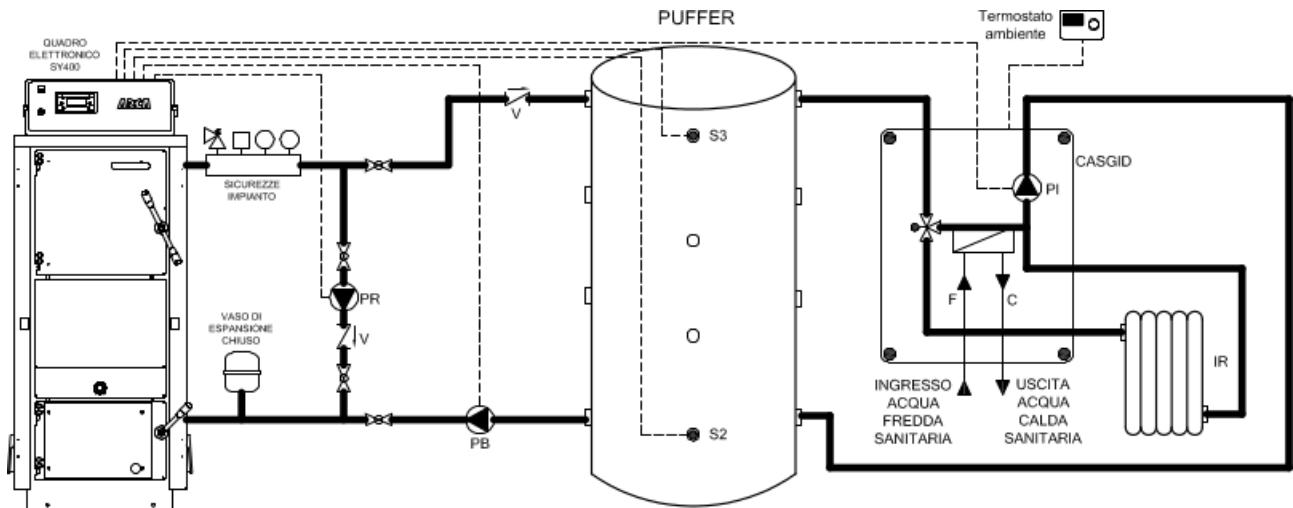 PUFFER
Termostato
ambiente
QUADRO
ELETTRONICO
SY400
ARCA
V
S3
CASGID
PI
SICUREZZE
IMPIANTO
PR
F
C
VASO DI
ESPANSIONE
CHIUSO
V
IR
INGRESSO
ACQUA
FREDDA
SANITARIA
USCITA
ACQUA
CALDA
SANITARIA
PB
S2